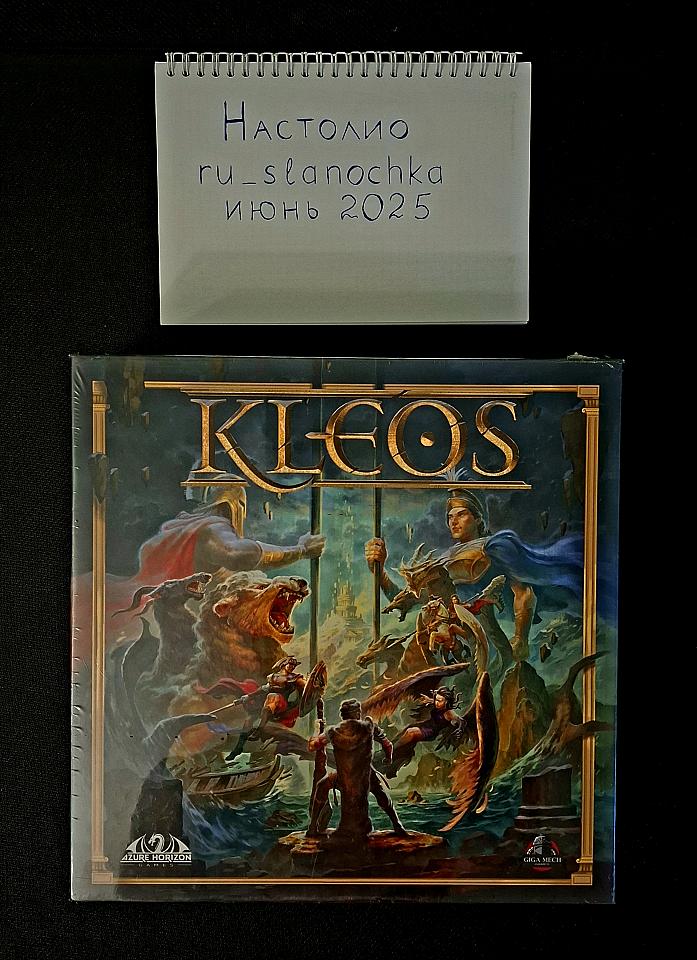 Настолио
ru_slanochka
июнь 2025
KLEOS
AZURE HORIZON
GAMES
GIGA MECH